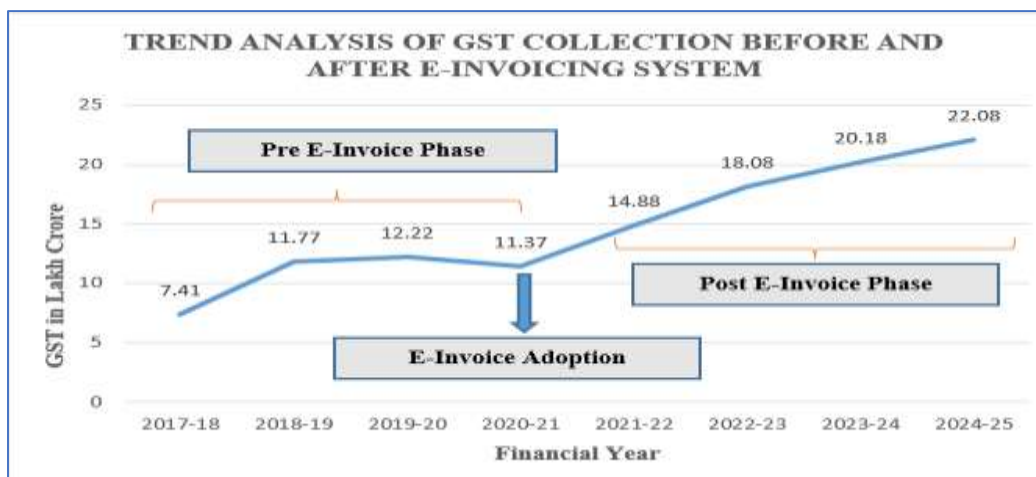 TREND ANALYSIS OF GST COLLECTION BEFORE AND
AFTER E-INVOICING SYSTEM
GST in Lakh Crore
25
20
15
10
5
0
Pre E-Invoice Phase
7.41
11.77
12.22
11.37
14.88
18.08
20.18
22.08
Post E-Invoice Phase
E-Invoice Adoption
2017-18 2018-19 2019-20 2020-21 2021-22 2022-23 2023-24 2024-25
Financial Year